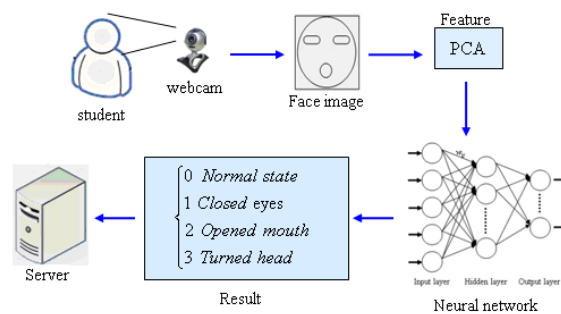 Feature
PCA
student
webcam
Face image
0 Normal state
1 Closed eyes
2 Opened mouth
3 Turned head
Server
Result
Input layer
Hidden layer
Output layer
Neural network